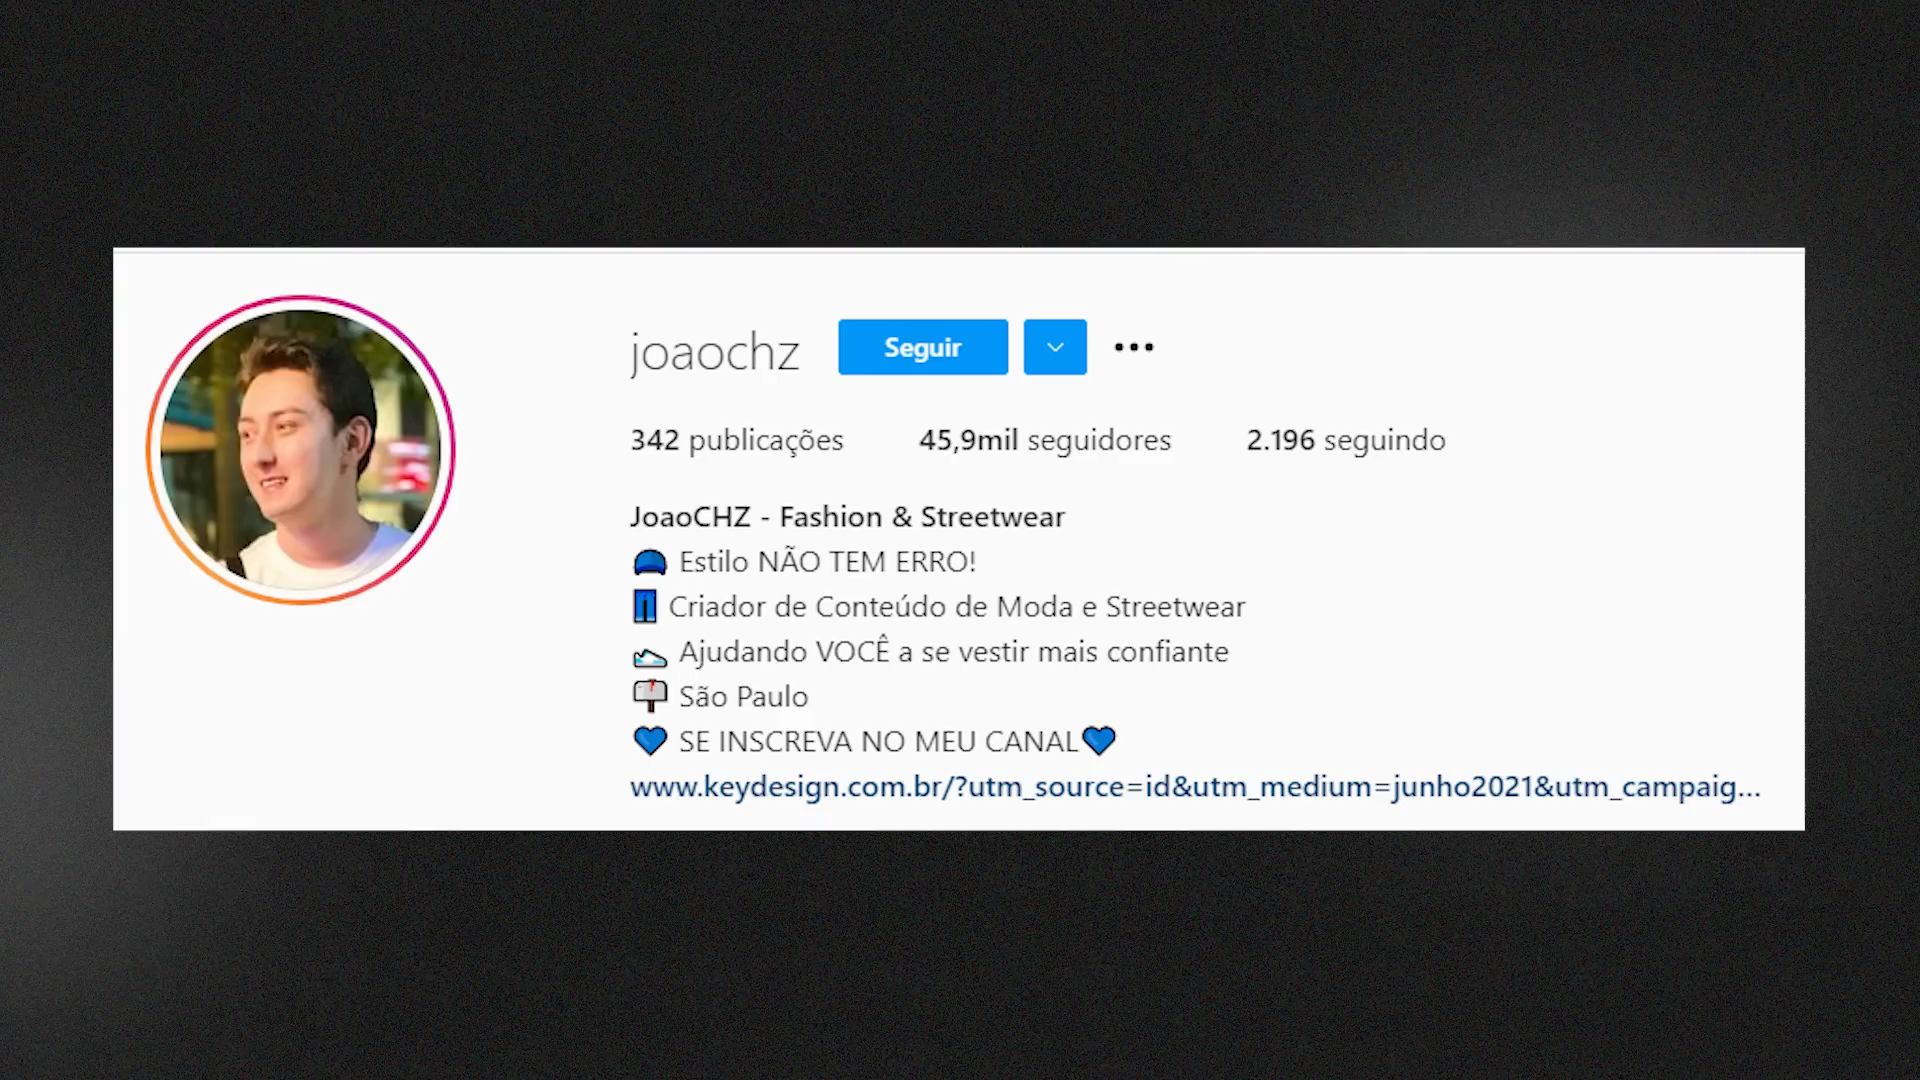 joaochz Seguir
342 publicações 45,9mil seguidores 2.196 seguindo
JoaoCHZ - Fashion & Streetwear
Estilo NÃO TEM ERRO!
Criador de Conteúdo de Moda e Streetwear
Ajudando VOCÊ a se vestir mais confiante
São Paulo
SE INSCREVA NO MEU CANAL
www.keydesign.com.br/?utm_source=id&utm_medium=junho2021&utm_campaig...